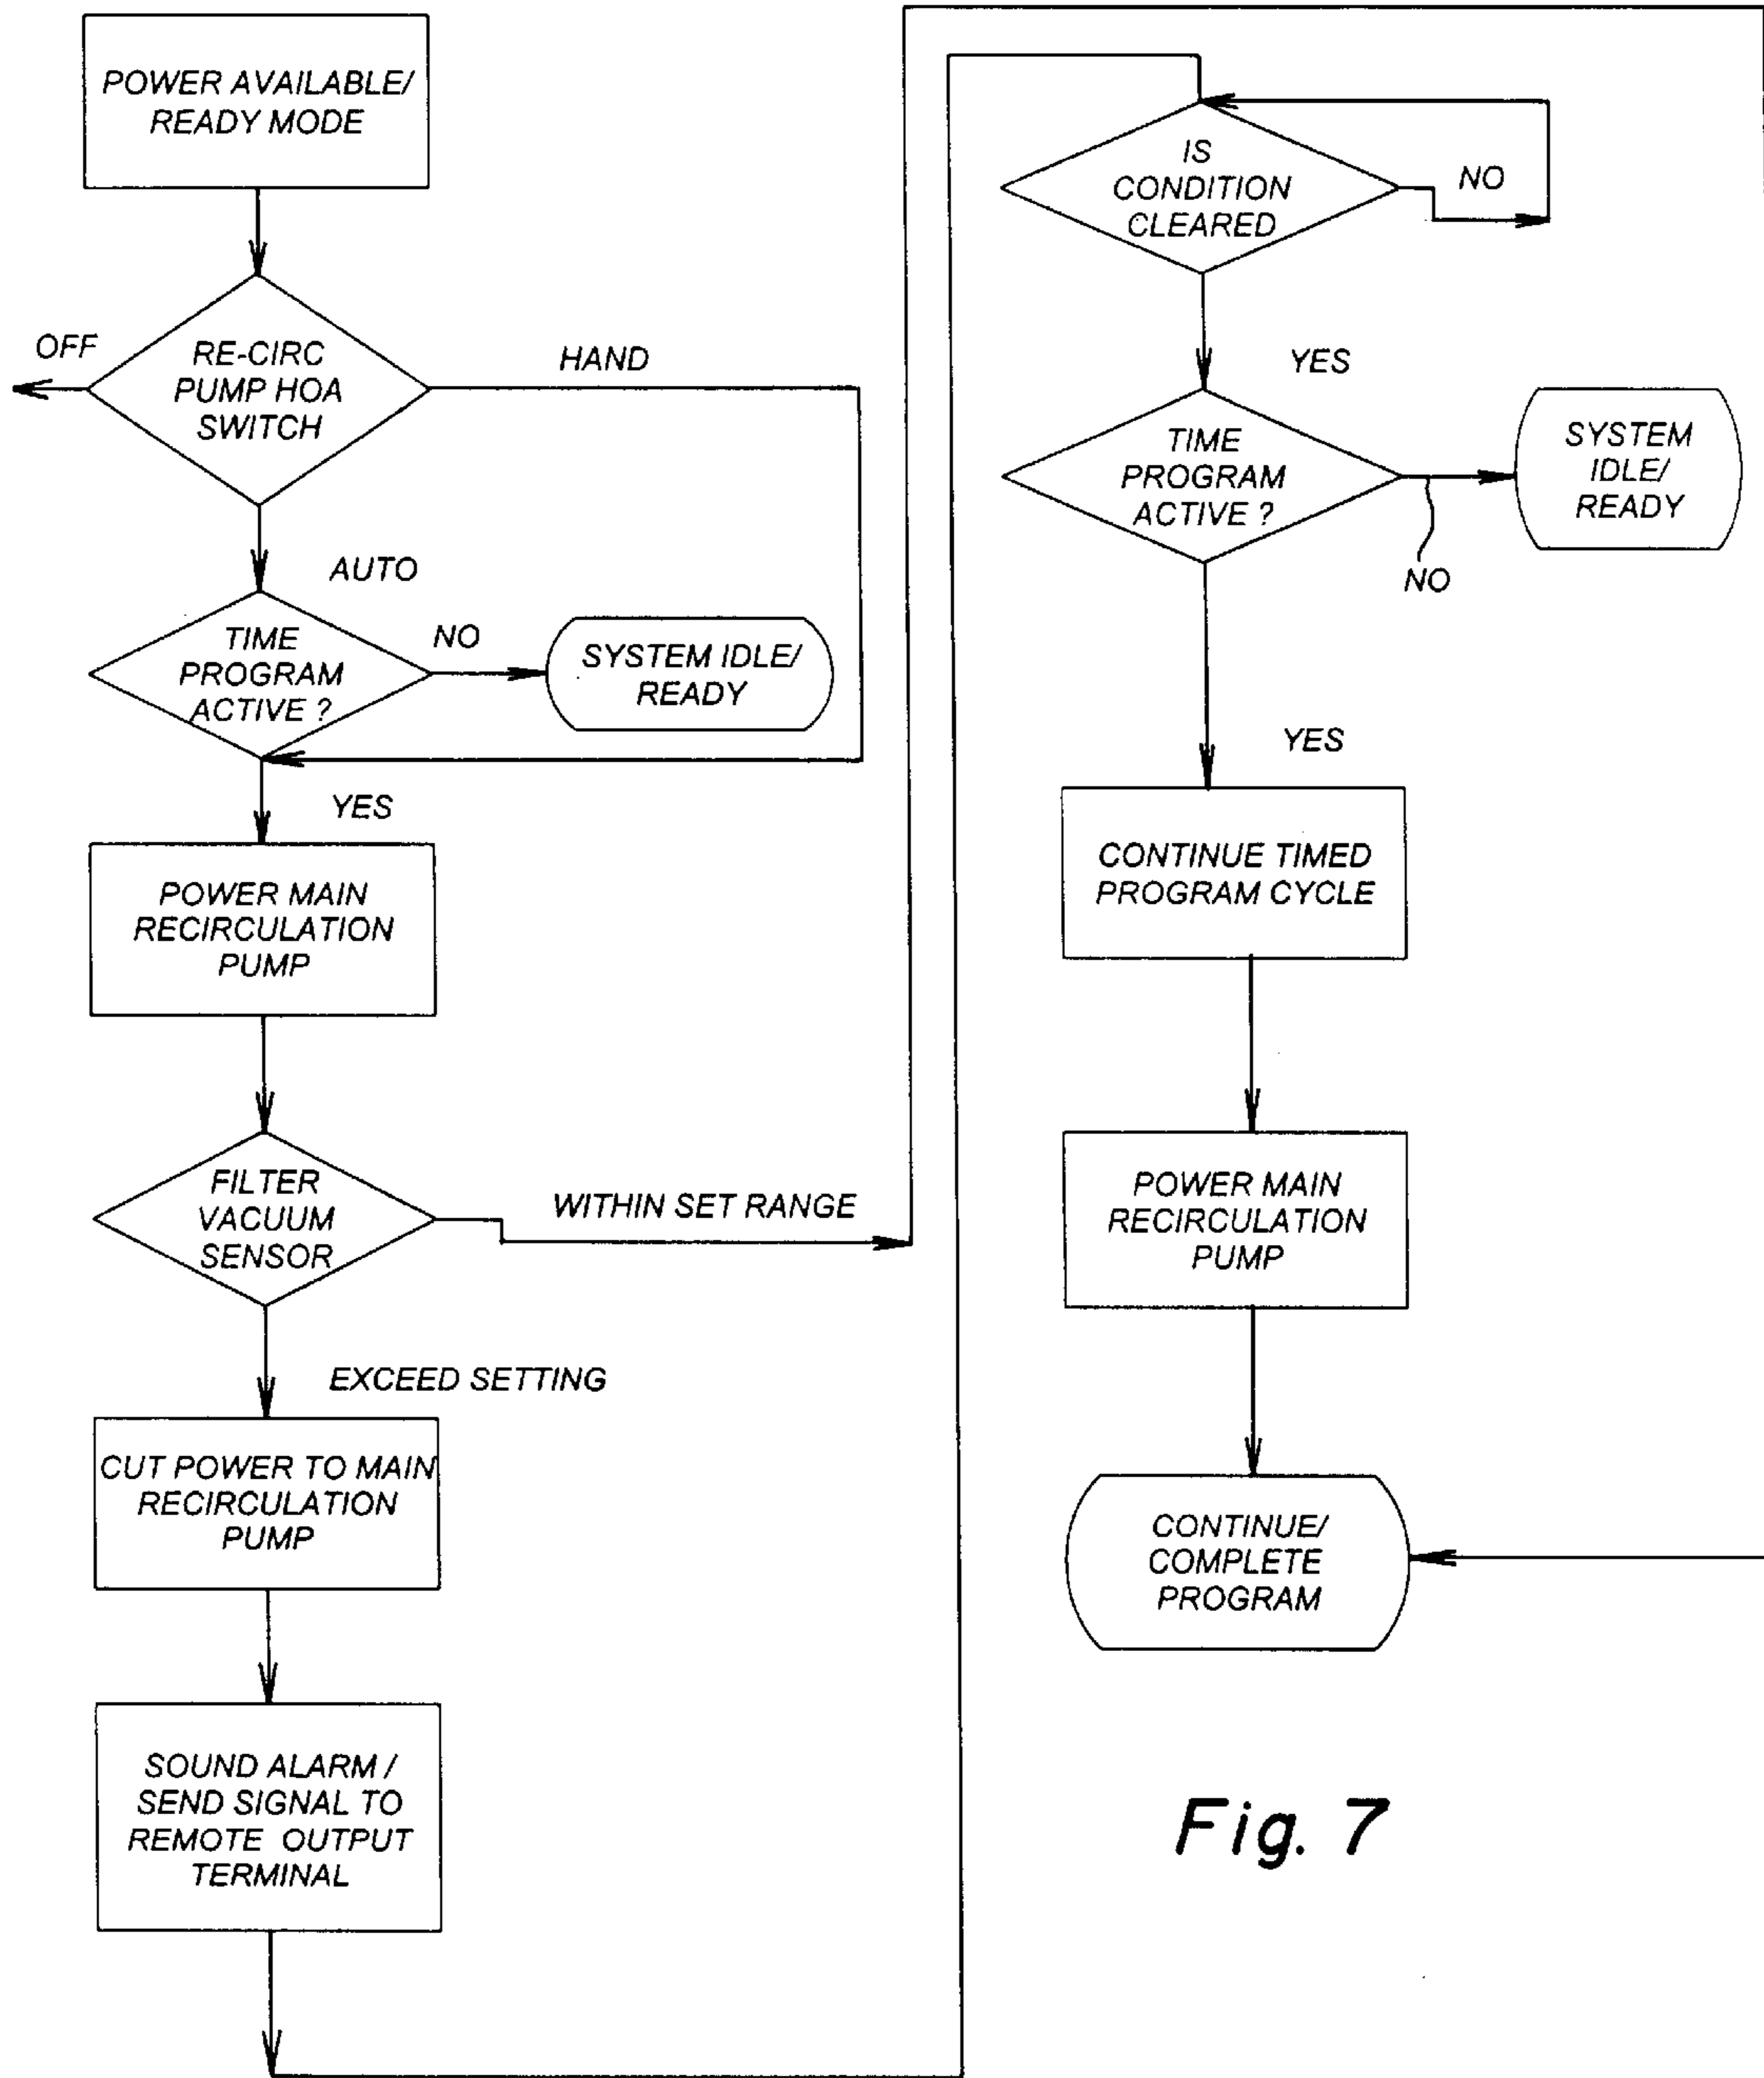 POWER AVAILABLE/
READY MODE
OFF
RE-CIRC
PUMP HOA
SWITCH
HAND
AUTO
TIME
PROGRAM
ACTIVE ?
NO
SYSTEM IDLE/
READY
YES
POWER MAIN
RECIRCULATION
PUMP
FILTER
VACUUM
SENSOR
WITHIN SET RANGE
EXCEED SETTING
CUT POWER TO MAIN
RECIRCULATION
PUMP
SOUND ALARM /
SEND SIGNAL TO
REMOTE OUTPUT
TERMINAL
IS
CONDITION
CLEARED
NO
YES
TIME
PROGRAM
ACTIVE ?
NO
SYSTEM
IDLE/
READY
YES
CONTINUE TIMED
PROGRAM CYCLE
POWER MAIN
RECIRCULATION
PUMP
CONTINUE/
COMPLETE
PROGRAM
Fig. 7